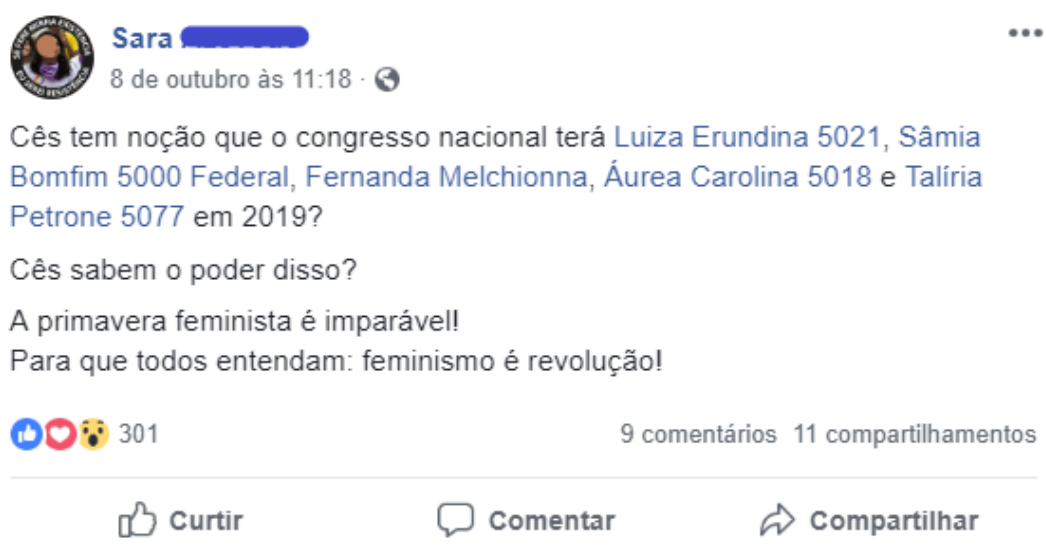 Sara
8 de outubro às 11:18 ·
Cês tem noção que o congresso nacional terá Luiza Erundina 5021, Sâmia
Bomfim 5000 Federal, Fernanda Melchionna, Áurea Carolina 5018 e Talíria
Petrone 5077 em 2019?
Cês sabem o poder disso?
A primavera feminista é imparável!
Para que todos entendam: feminismo é revolução!
301
9 comentários 11 compartilhamentos
Curtir Comentar Compartilhar